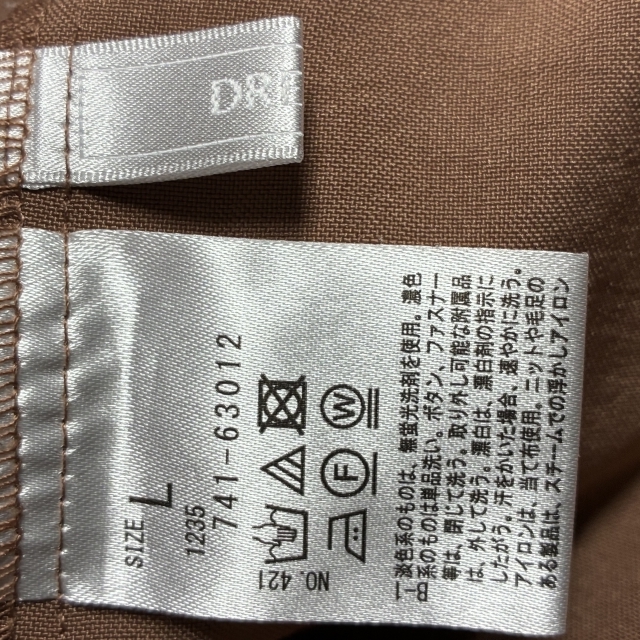 DR
SIZE L
1235
741-63012
NO. 421
W
F
淡色系のものは、無蛍光洗剤を使用。濃色
系のものは単品洗い。ボタン、ファスナー
等は、閉じて洗う。取り外し可能な附属品
は、外して洗う。漂白は、漂白剤の指示に
したがう。汗をかいた場合、速やかに洗う。
アイロンは、当て布使用。ニットや毛足の
ある製品は、スチームでの浮かしアイロン